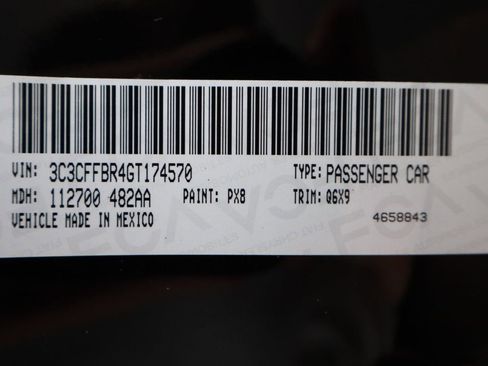 VIN: 3C3CFFBR4GT174570 TYPE: PASSENGER CAR
MDH: 112700 482AA PAINT: PX8 TRIM: Q6X9
VEHICLE MADE IN MEXICO 4658843